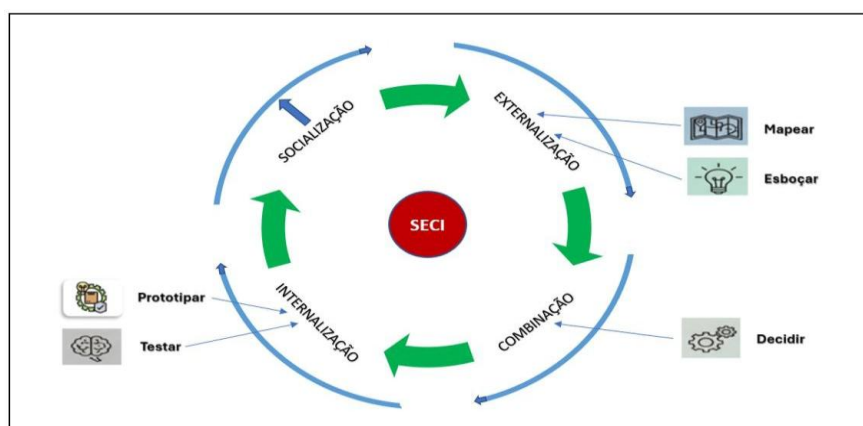 SOCIALIZAÇÃO
EXTERNALIZAÇÃO
Mapear
Esboçar
SECI
Prototipar
Testar
INTERNALIZAÇÃO
COMBINAÇÃO
Decidir